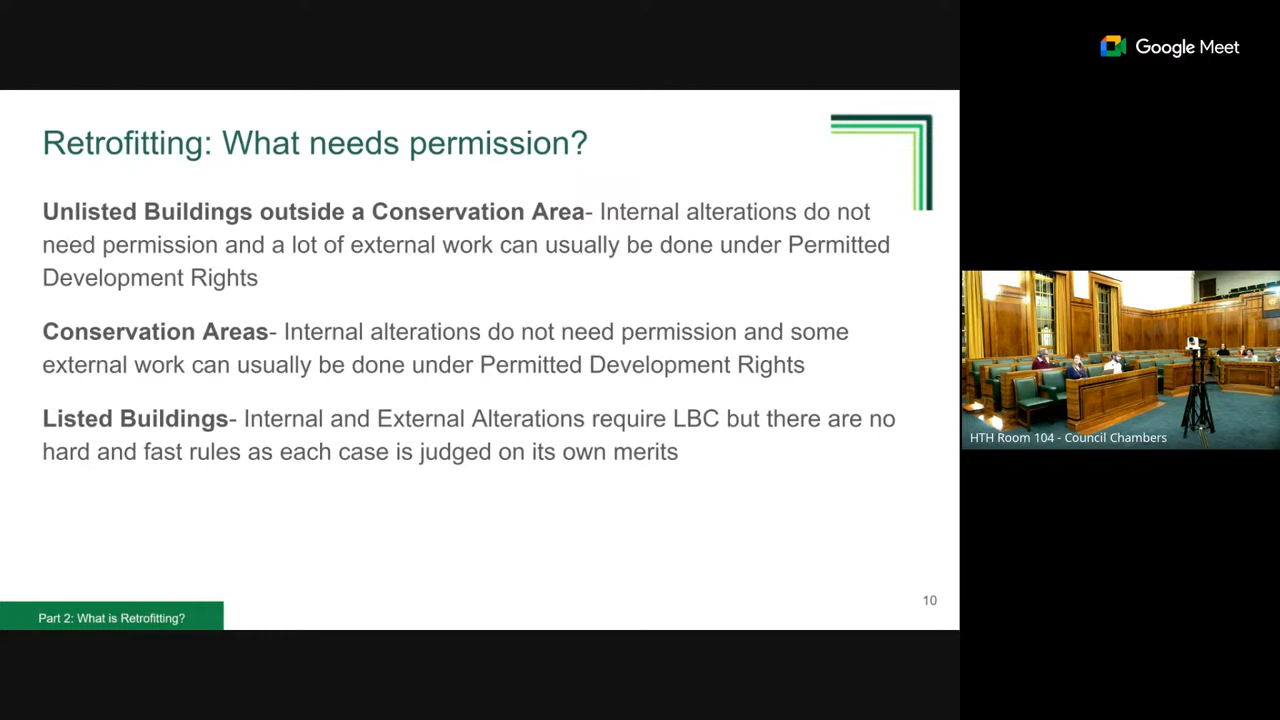 Google Meet
Retrofitting: What needs permission?
Unlisted Buildings outside a Conservation Area- Internal alterations do not
need permission and a lot of external work can usually be done under Permitted
Development Rights
Conservation Areas- Internal alterations do not need permission and some
external work can usually be done under Permitted Development Rights
Listed Buildings- Internal and External Alterations require LBC but there are no
hard and fast rules as each case is judged on its own merits
HTH Room 104 - Council Chambers
10
Part 2: What is Retrofitting?